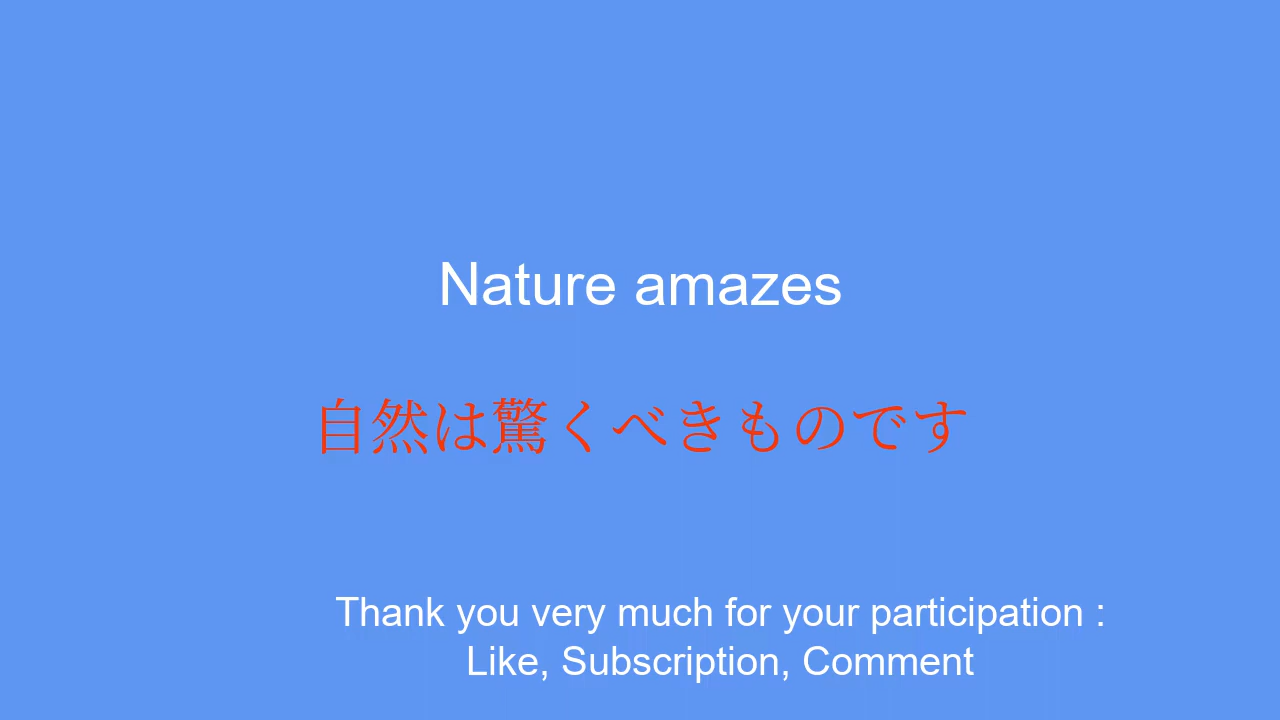 Nature amazes
自然は驚くべきものです
Thank you very much for your participation :
Like, Subscription, Comment